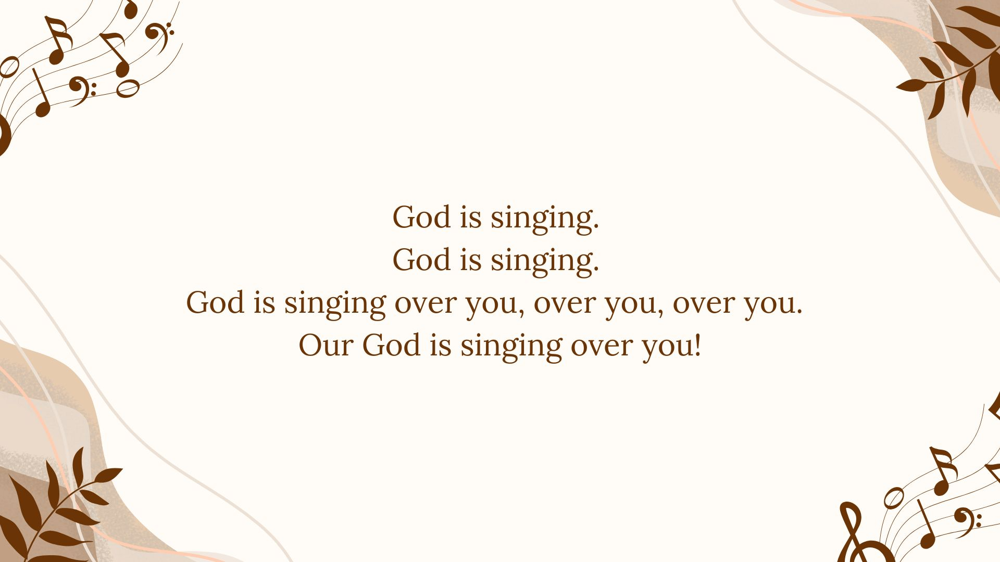 God is singing.
God is singing.
God is singing over you, over you, over you.
Our God is singing over you!